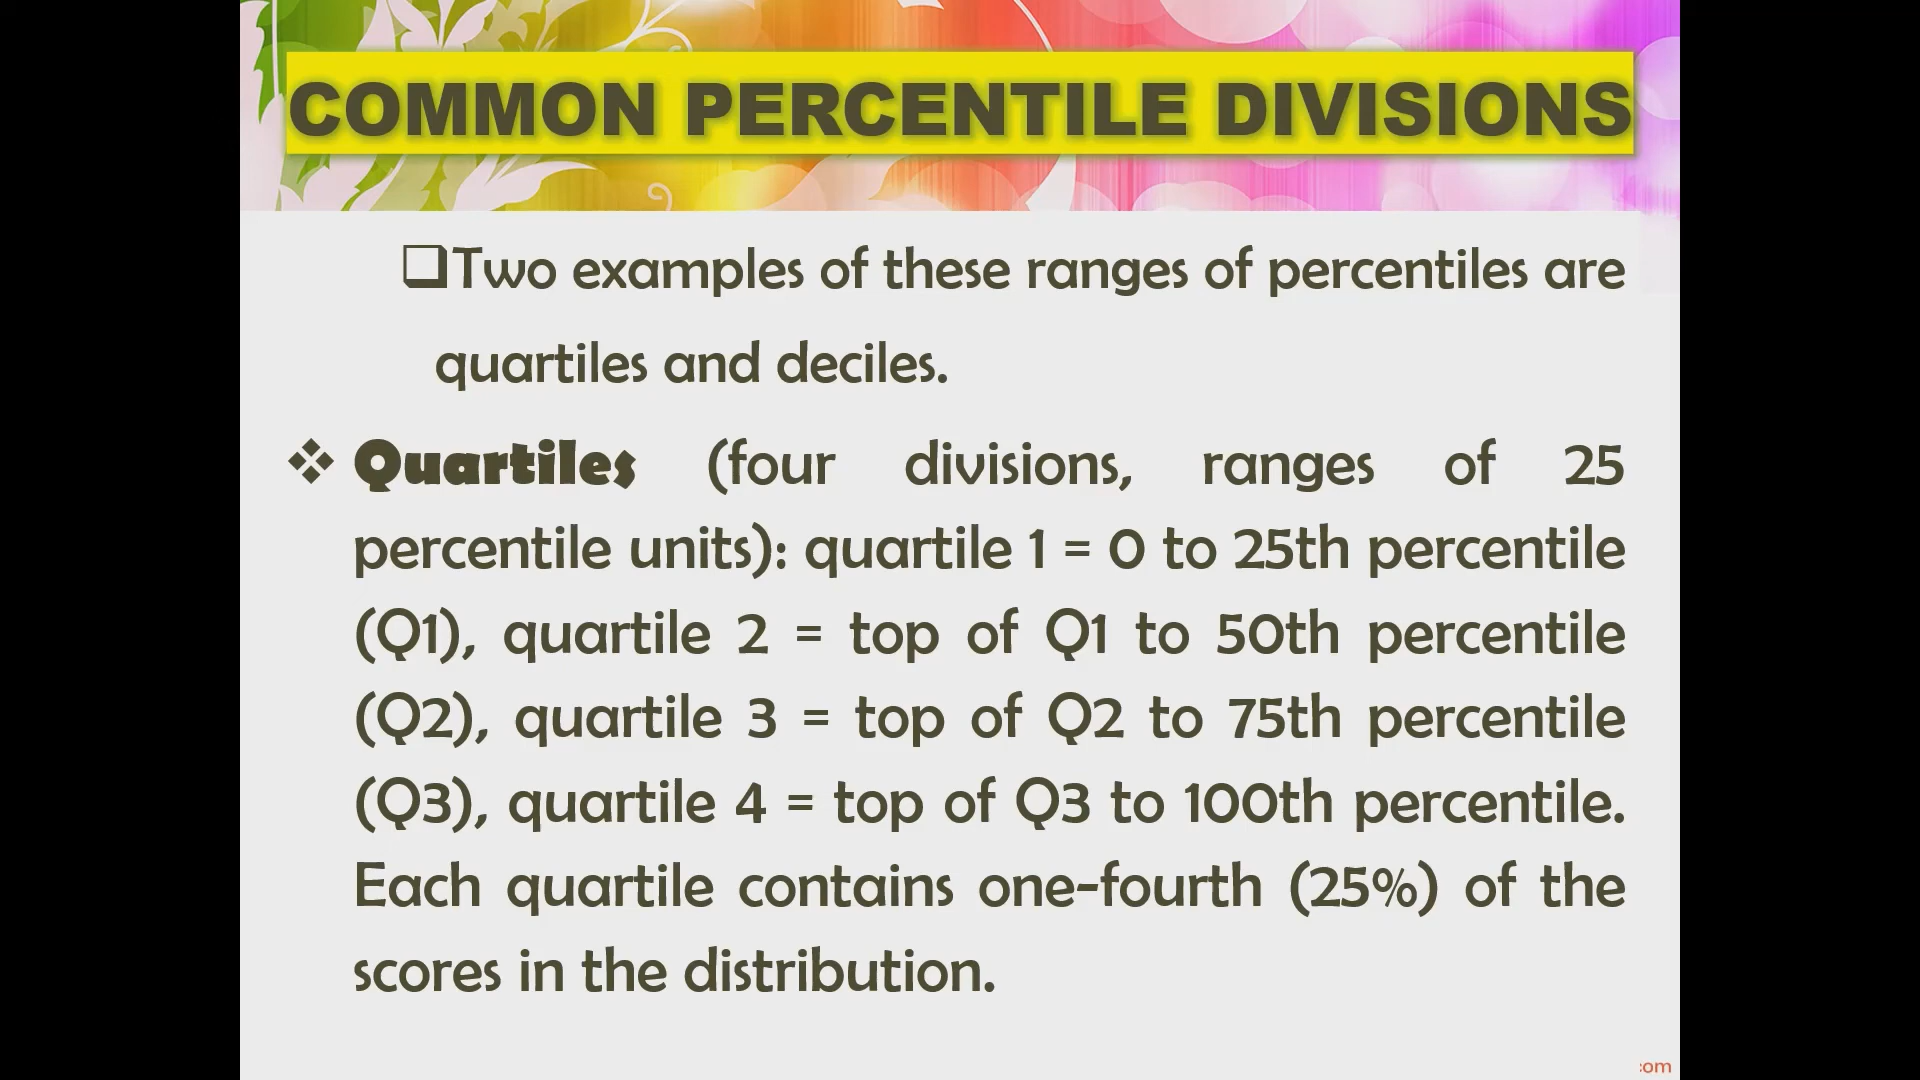 COMMON PERCENTILE DIVISIONS
Two examples of these ranges of percentiles are
quartiles and deciles.
Quartiles (four divisions, ranges of 25
percentile units): quartile 1 = 0 to 25th percentile
(Q1), quartile 2 = top of Q1 to 50th percentile
(Q2), quartile 3 = top of Q2 to 75th percentile
(Q3), quartile 4 = top of Q3 to 100th percentile.
Each quartile contains one-fourth (25%) of the
scores in the distribution.
com